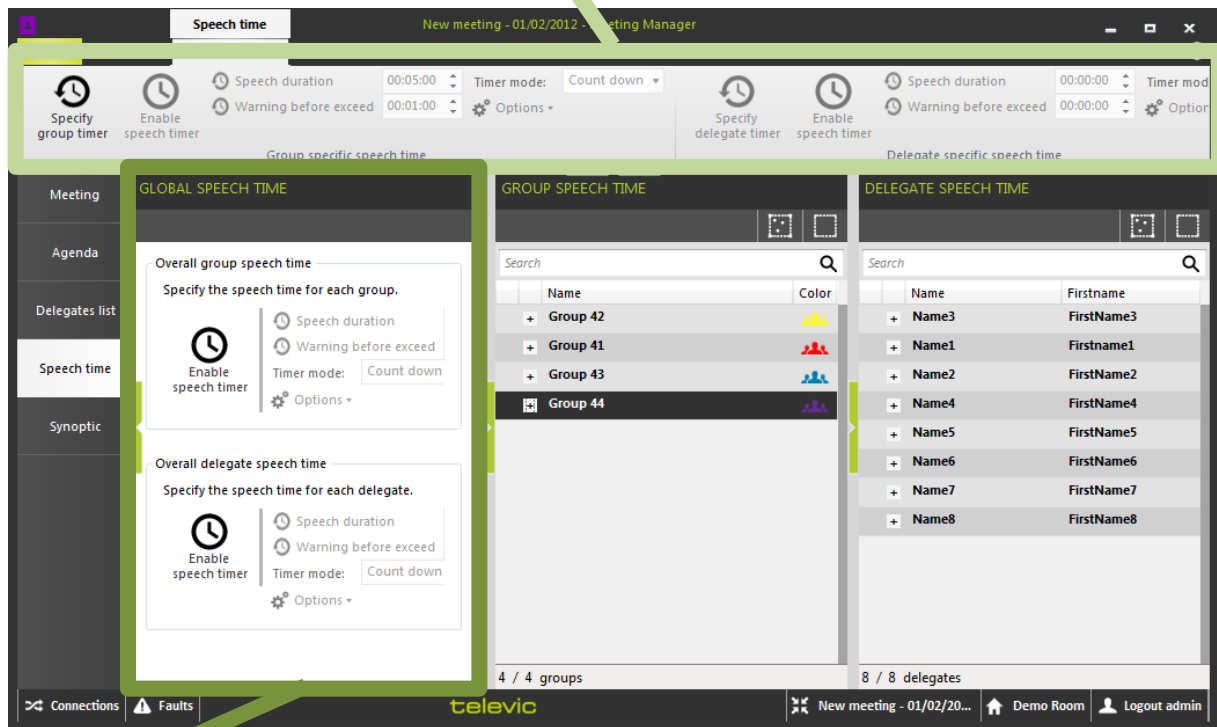 Speech time
New meeting - 01/02/2012 - Meeting Manager
Specify group timer
Enable speech timer
Speech duration 00:05:00
Warning before exceed 00:01:00
Timer mode: Count down
Options
Group specific speech time
Specify delegate timer
Enable speech timer
Speech duration 00:00:00
Warning before exceed 00:00:00
Timer mod
Option
Delegate specific speech time
Meeting
Agenda
Delegates list
Speech time
Synoptic
GLOBAL SPEECH TIME
Overall group speech time
Specify the speech time for each group.
Enable speech timer
Speech duration
Warning before exceed
Timer mode: Count down
Options
Overall delegate speech time
Specify the speech time for each delegate.
Enable speech timer
Speech duration
Warning before exceed
Timer mode: Count down
Options
GROUP SPEECH TIME
Search
Name Color
+ Group 42
+ Group 41
+ Group 43
+ Group 44
4 / 4 groups
DELEGATE SPEECH TIME
Search
Name Firstname
+ Name3 FirstName3
+ Name1 Firstname1
+ Name2 FirstName2
+ Name4 FirstName4
+ Name5 FirstName5
+ Name6 FirstName6
+ Name7 FirstName7
+ Name8 FirstName8
8 / 8 delegates
Connections
Faults
televic
New meeting - 01/02/20...
Demo Room
Logout admin